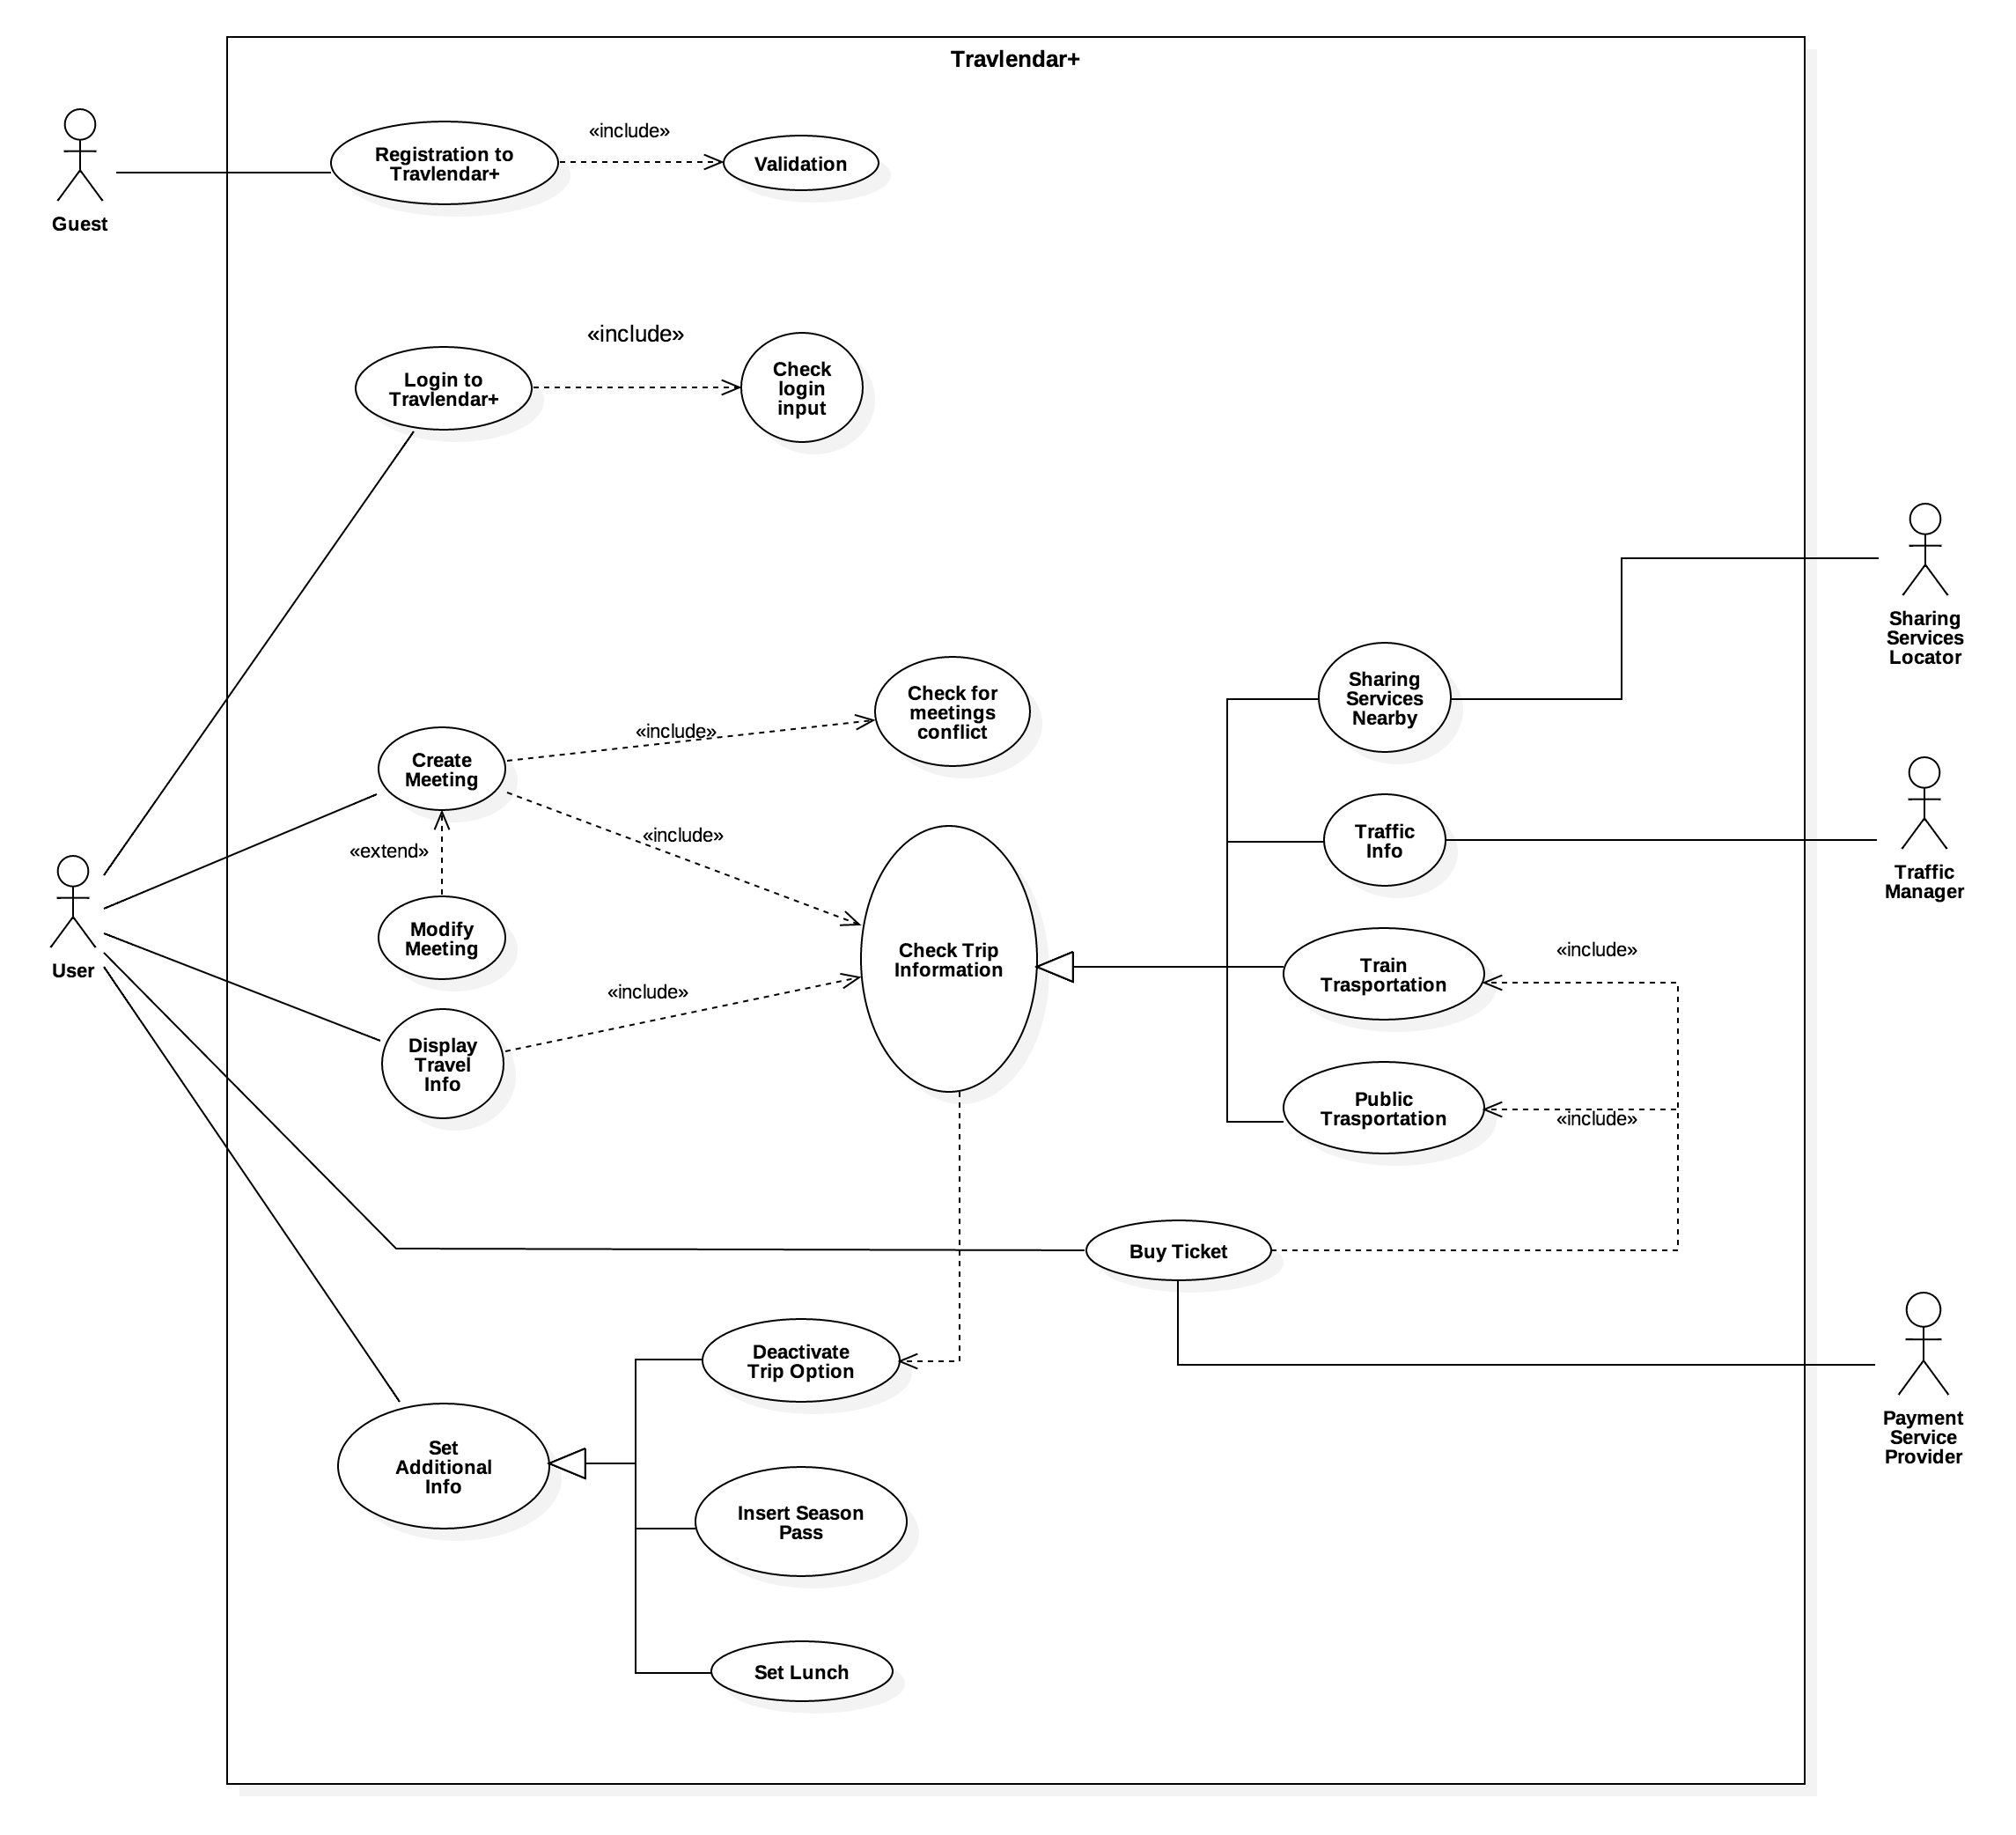 Travlendar+
Guest
Registration to
Travlendar+
«include»
Validation
Login to
Travlendar+
«include»
Check
login
input
Sharing
Services
Locator
Sharing
Services
Nearby
Check for
meetings
conflict
«include»
Create
Meeting
«include»
«extend»
Modify
Meeting
User
Traffic
Info
Traffic
Manager
Check Trip
Information
Train
Trasportation
«include»
Display
Travel
Info
«include»
Public
Trasportation
«include»
Buy Ticket
Deactivate
Trip Option
Payment
Service
Provider
Set
Additional
Info
Insert Season
Pass
Set Lunch